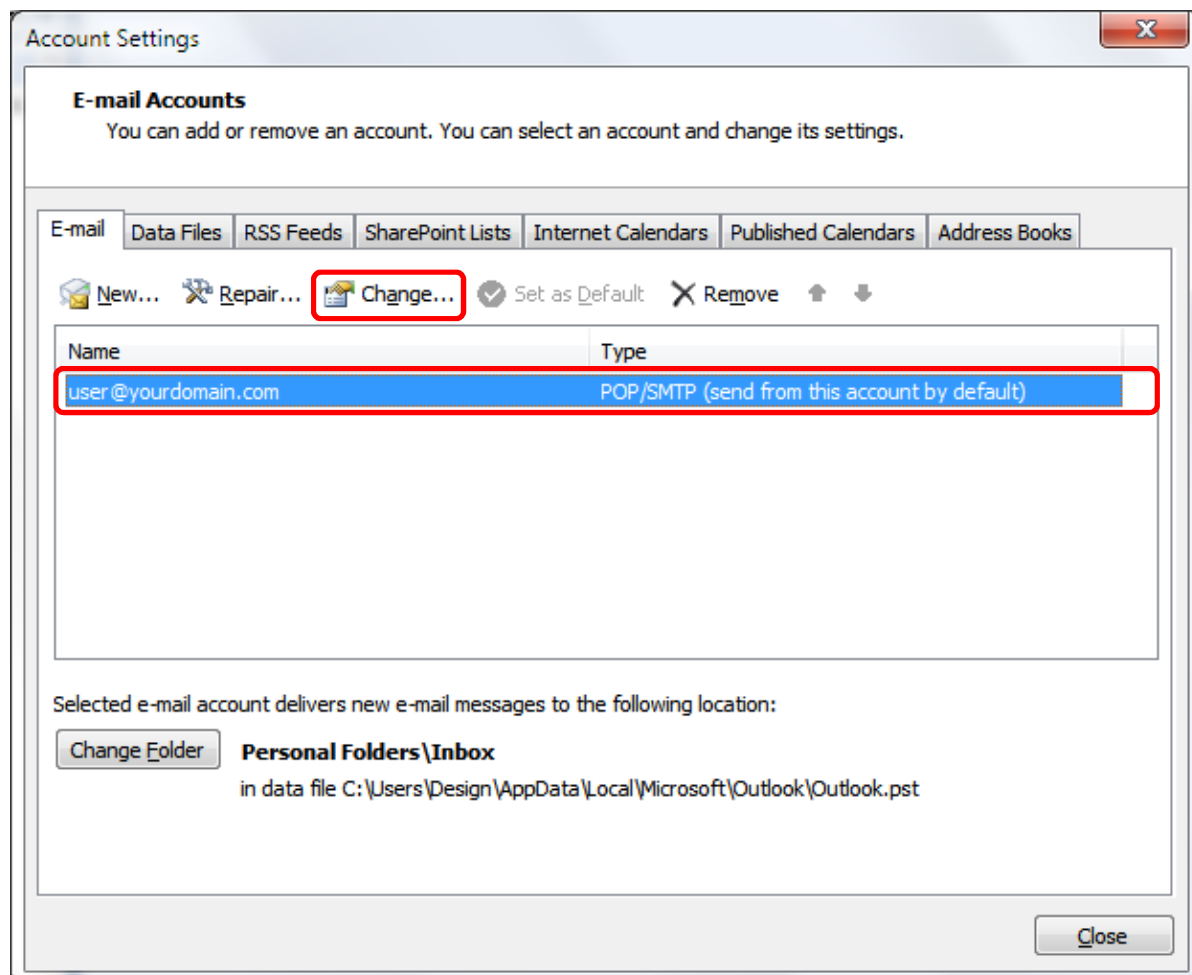 Account Settings
E-mail Accounts
You can add or remove an account. You can select an account and change its settings.
E-mail Data Files RSS Feeds SharePoint Lists Internet Calendars Published Calendars Address Books
New... Repair... Change... Set as Default Remove
Name Type
user@yourdomain.com POP/SMTP (send from this account by default)
Selected e-mail account delivers new e-mail messages to the following location:
Change Folder Personal Folders\Inbox
in data file C:\Users\Design\AppData\Local\Microsoft\Outlook\Outlook.pst
Close